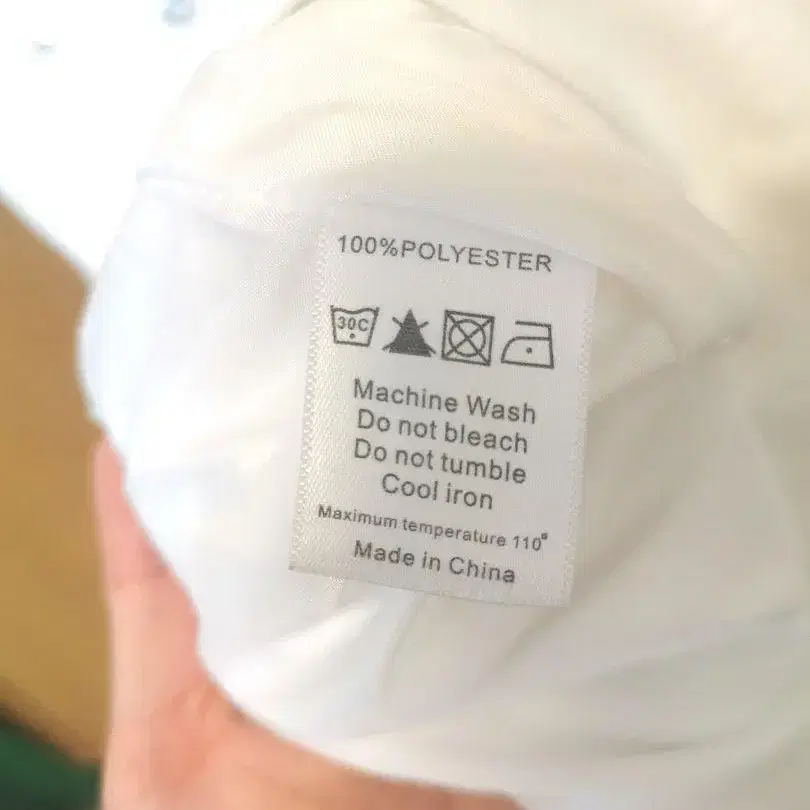 100%POLYESTER
30C
Machine Wash
Do not bleach
Do not tumble
Cool iron
Maximum temperature 110°
Made in China